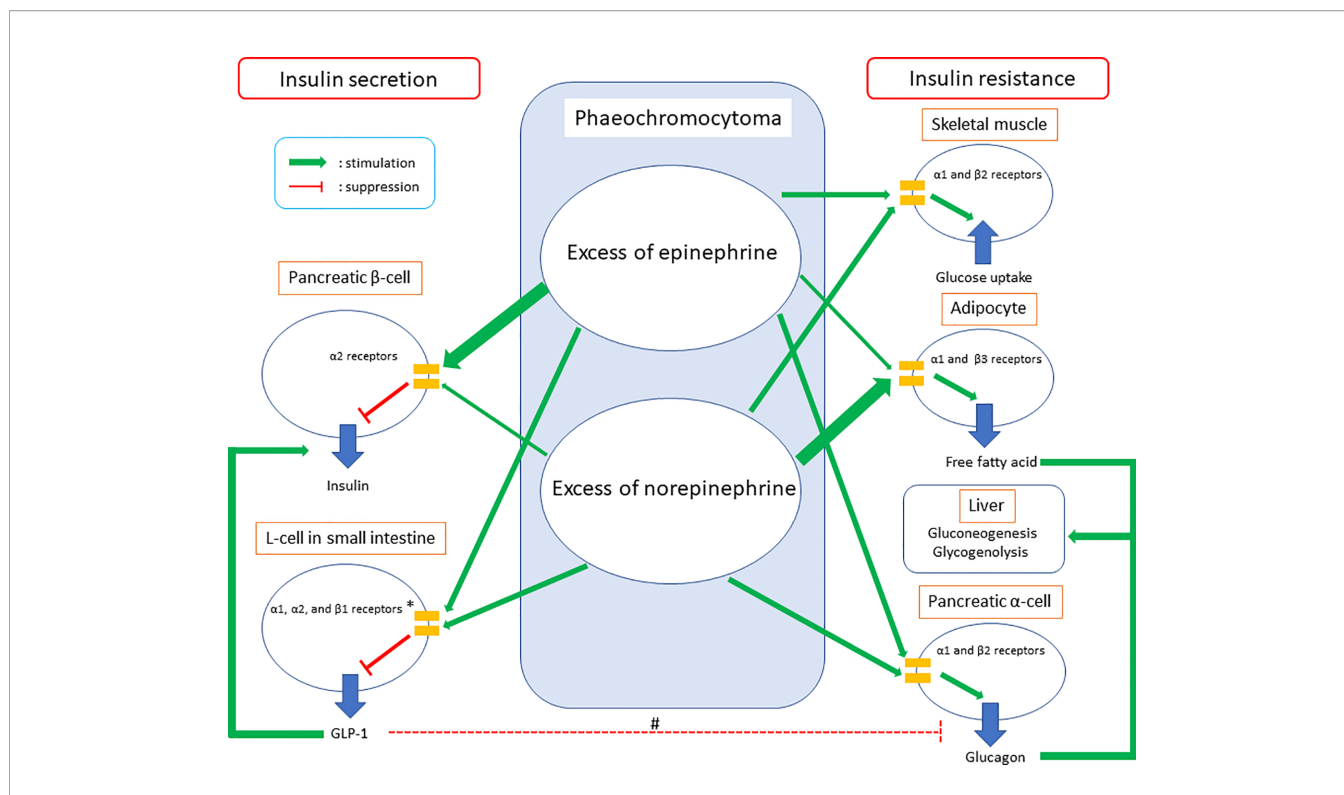 Insulin secretion
: stimulation
: suppression
Pancreatic β-cell
α2 receptors
Insulin
L-cell in small intestine
α1, α2, and β1 receptors *
GLP-1
Phaeochromocytoma
Excess of epinephrine
Excess of norepinephrine
#
Insulin resistance
Skeletal muscle
α1 and β2 receptors
Glucose uptake
Adipocyte
α1 and β3 receptors
Free fatty acid
Liver
Gluconeogenesis
Glycogenolysis
Pancreatic α-cell
α1 and β2 receptors
Glucagon